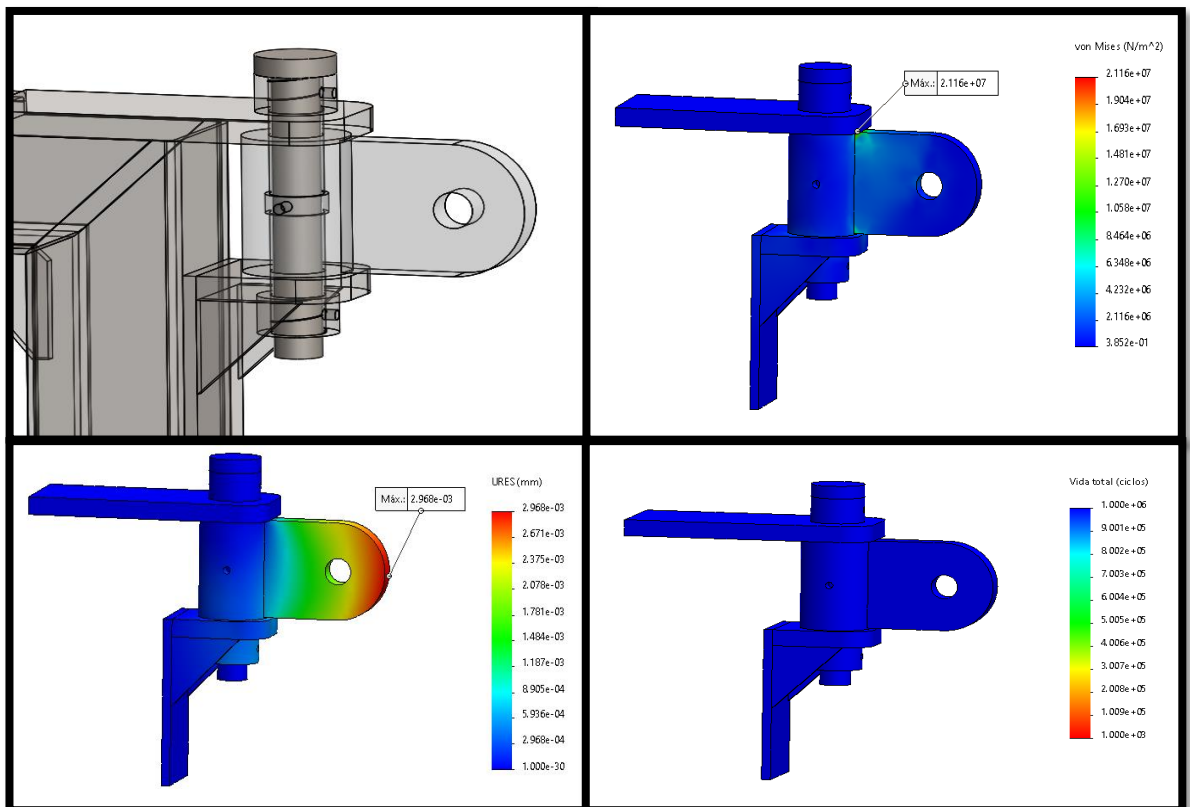 von Mises (N/m^2)
Máx.: 2.116e+07
2.116e+07
1.904e+07
1.693e+07
1.481e+07
1.270e+07
1.058e+07
8.464e+06
6.348e+06
4.232e+06
2.116e+06
3.852e-01
URES (mm)
Máx.: 2.968e-03
2.968e-03
2.671e-03
2.375e-03
2.078e-03
1.781e-03
1.484e-03
1.187e-03
8.905e-04
5.936e-04
2.968e-04
1.000e-30
Vida total (ciclos)
1.000e+06
9.001e+05
8.002e+05
7.003e+05
6.004e+05
5.005e+05
4.006e+05
3.007e+05
2.008e+05
1.009e+05
1.000e+03